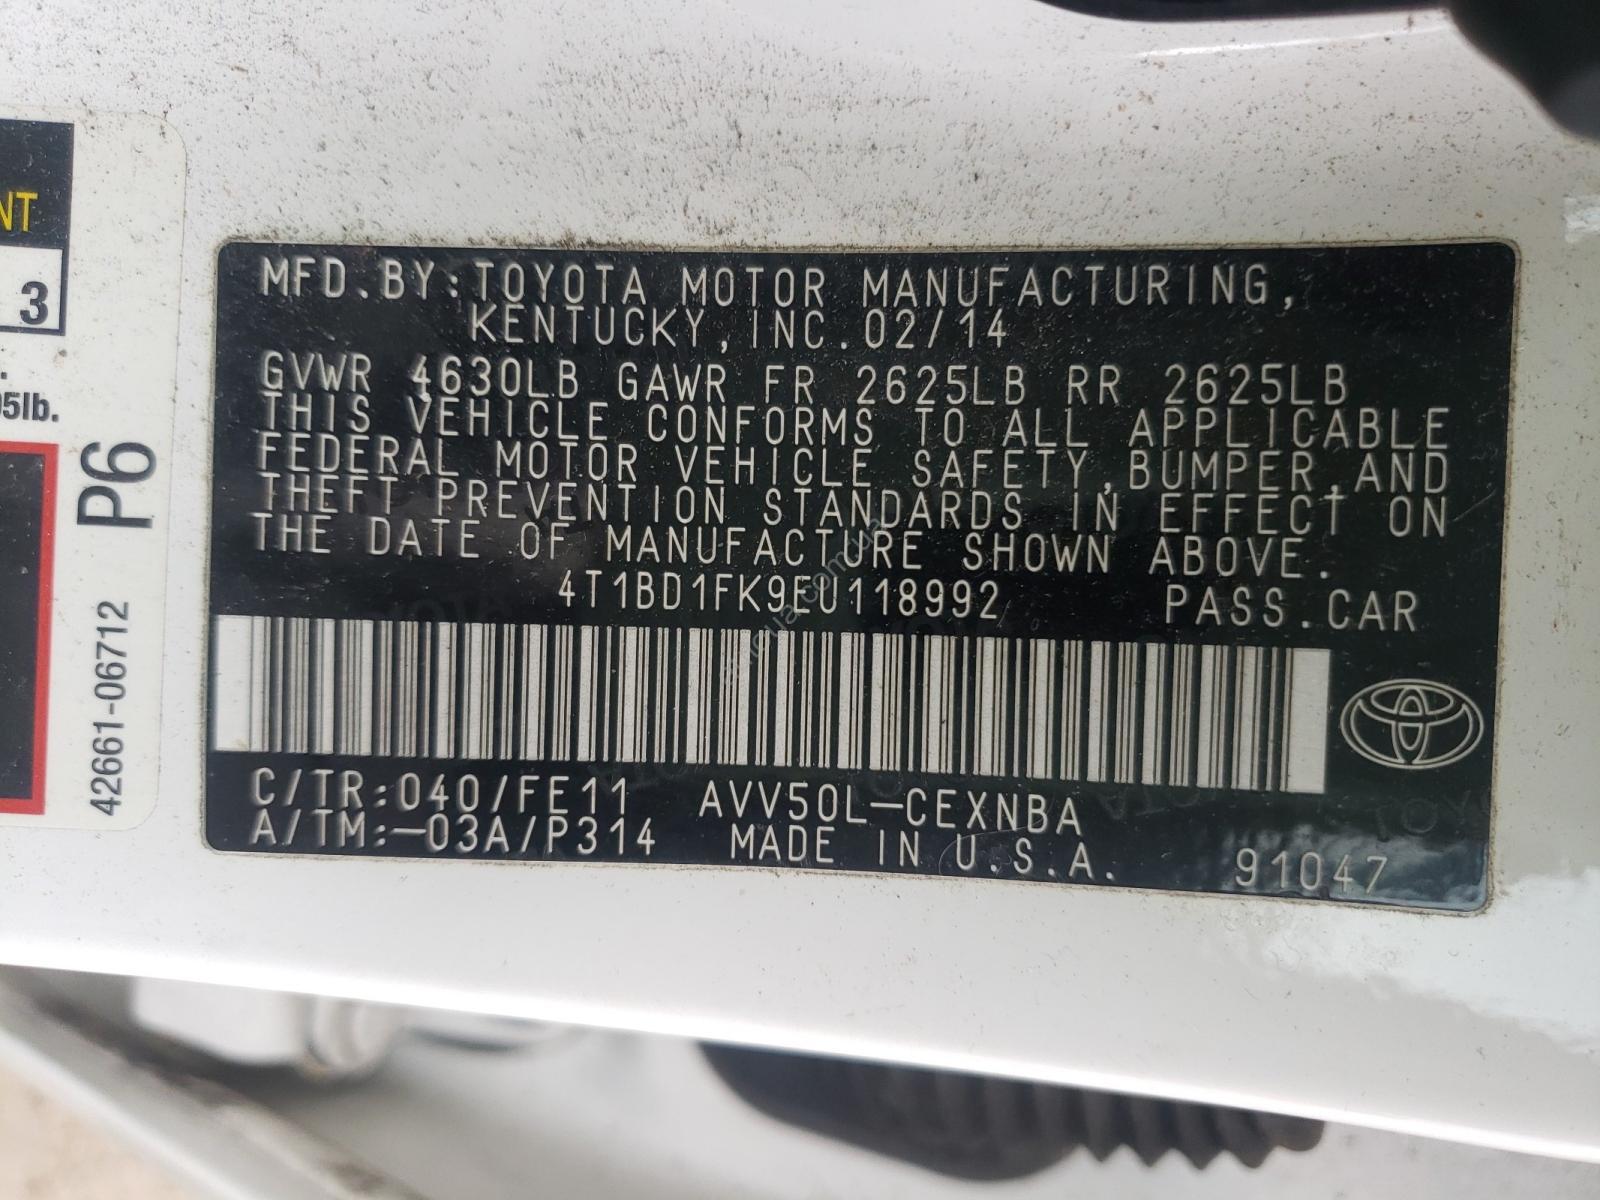 NT
3
5lb.
P6
42661-06712
MFD.BY:TOYOTA MOTOR MANUFACTURING,
KENTUCKY,INC.02/14
GVWR 4630LB GAWR FR 2625LB RR 2625LB
THIS VEHICLE CONFORMS TO ALL APPLICABLE
FEDERAL MOTOR VEHICLE SAFETY,BUMPER,AND
THEFT PREVENTION STANDARDS IN EFFECT ON
THE DATE OF MANUFACTURE SHOWN ABOVE.
4T1BD1FK9EU118992 PASS.CAR
C/TR:040/FE11 AVV50L-CEXNBA
A/TM:-03A/P314 MADE IN U.S.A. 91047